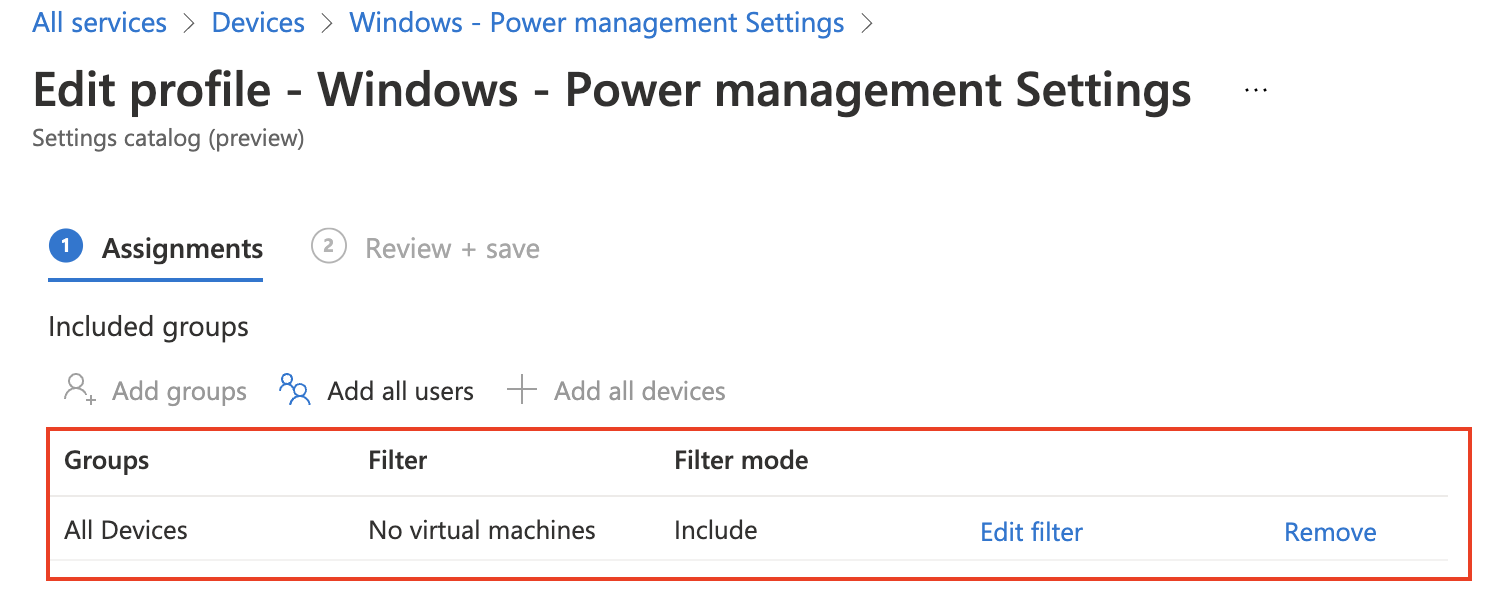 All services > Devices > Windows - Power management Settings >
Edit profile - Windows - Power management Settings ...
Settings catalog (preview)
1 Assignments 2 Review + save
Included groups
Add groups Add all users Add all devices
Groups Filter Filter mode
All Devices No virtual machines Include Edit filter Remove